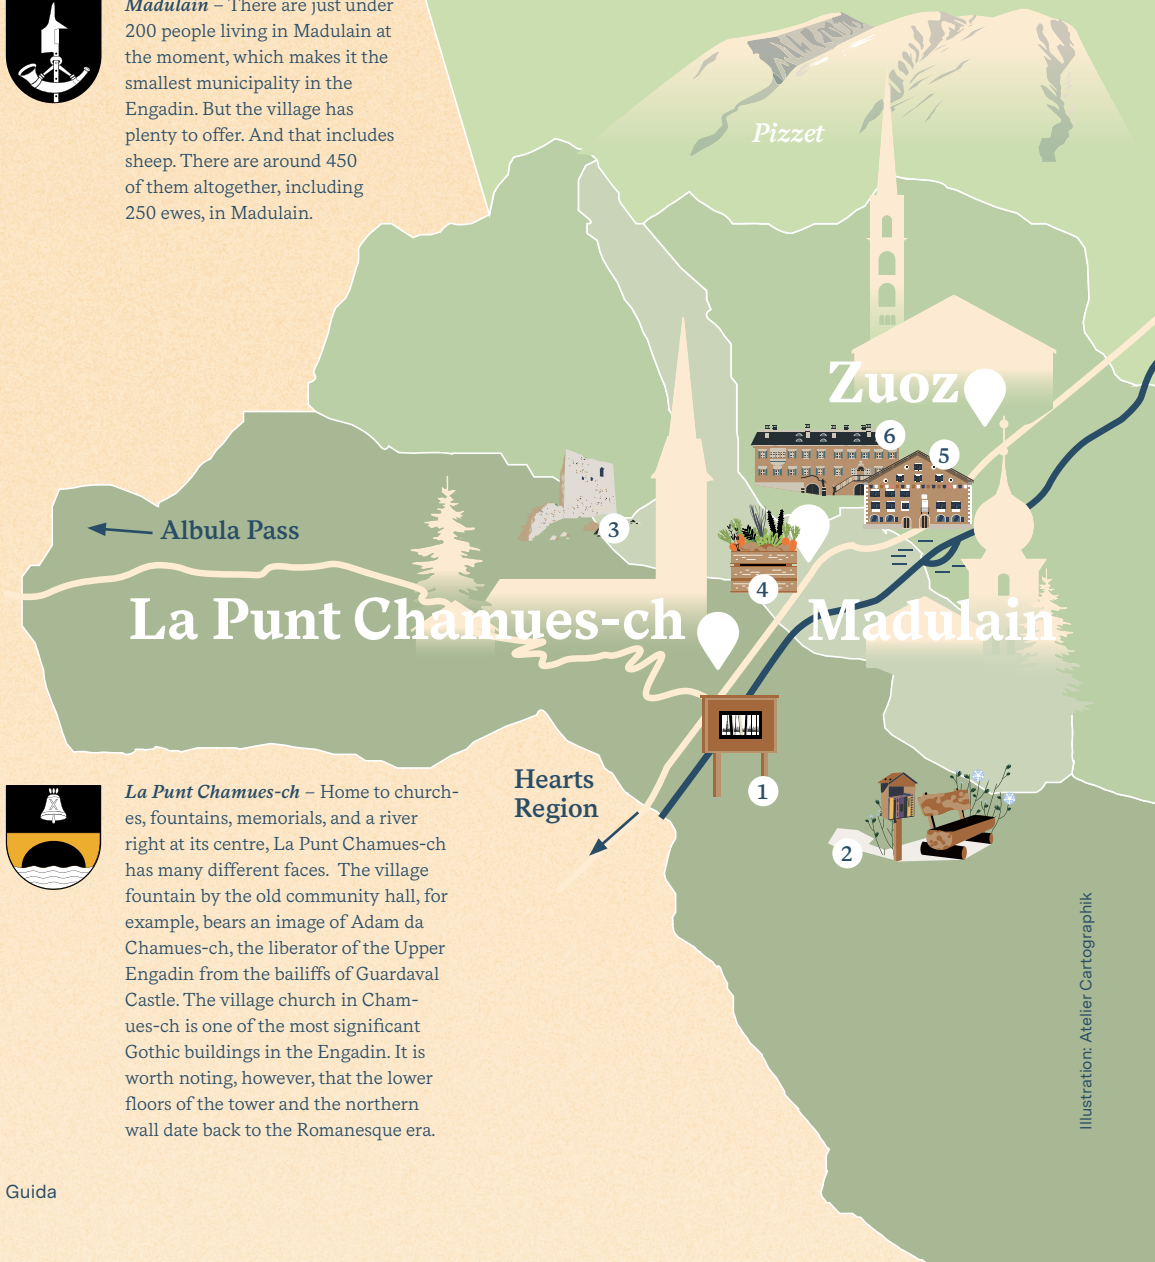 Madulain – There are just under
200 people living in Madulain at
the moment, which makes it the
smallest municipality in the
Engadin. But the village has
plenty to offer. And that includes
sheep. There are around 450
of them altogether, including
250 ewes, in Madulain.
Pizzet
Zuoz
6
5
3
Albula Pass
4
La Punt Chamues-ch
Madulain
Hearts
Region
1
2
La Punt Chamues-ch – Home to church-
es, fountains, memorials, and a river
right at its centre, La Punt Chamues-ch
has many different faces.  The village
fountain by the old community hall, for
example, bears an image of Adam da
Chamues-ch, the liberator of the Upper
Engadin from the bailiffs of Guardaval
Castle. The village church in Cham-
ues-ch is one of the most significant
Gothic buildings in the Engadin. It is
worth noting, however, that the lower
floors of the tower and the northern
wall date back to the Romanesque era.
Illustration: Atelier Cartographik
Guida